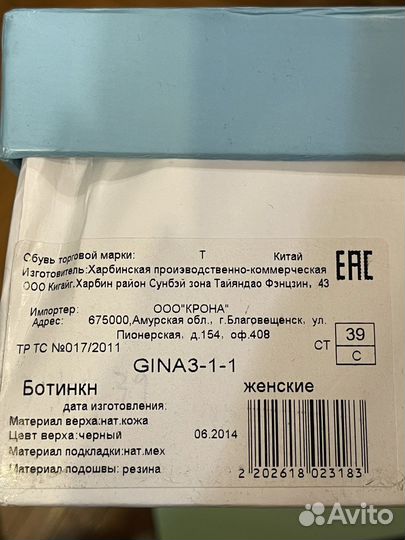 Обувь торговой марки: Т Китай
Изготовитель:Харбинская производственно-коммерческая
ООО Кигайг.Харбин район Сунбэй зона Тайяндао Фэнцзин, 43
EAC
Импортер: ООО"КРОНА"
Адрес: 675000,Амурская обл., г.Благовещенск, ул.
Пионерская, д.154, оф.408
ТР ТС №017/2011
СТ 39
С
GINA3-1-1
Ботинкн женские
дата изготовления:
Материал верха:нат.кожа
Цевт верха:черный 06.2014
Материал подкладки:нат.мех
Материал подошвы: резина
2 202618 023183
Avito